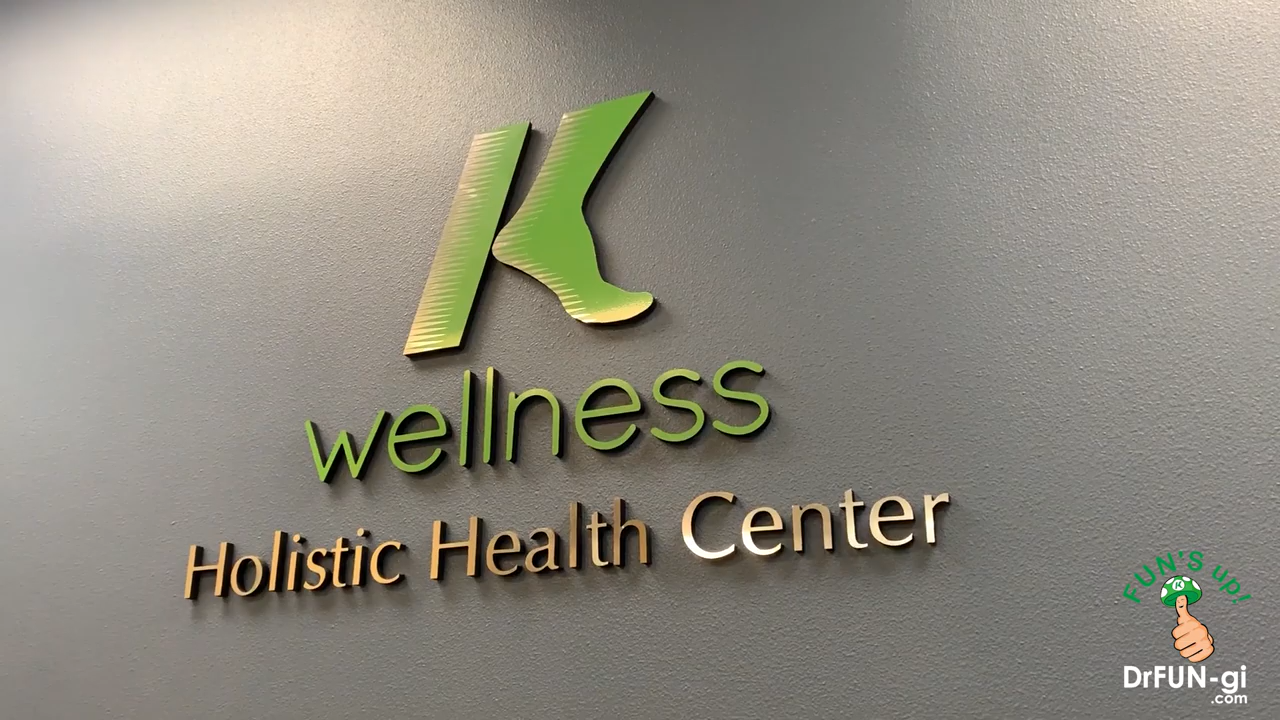 K
wellness
Holistic Health Center
FUN'S up!
K
DrFUN-gi
.com